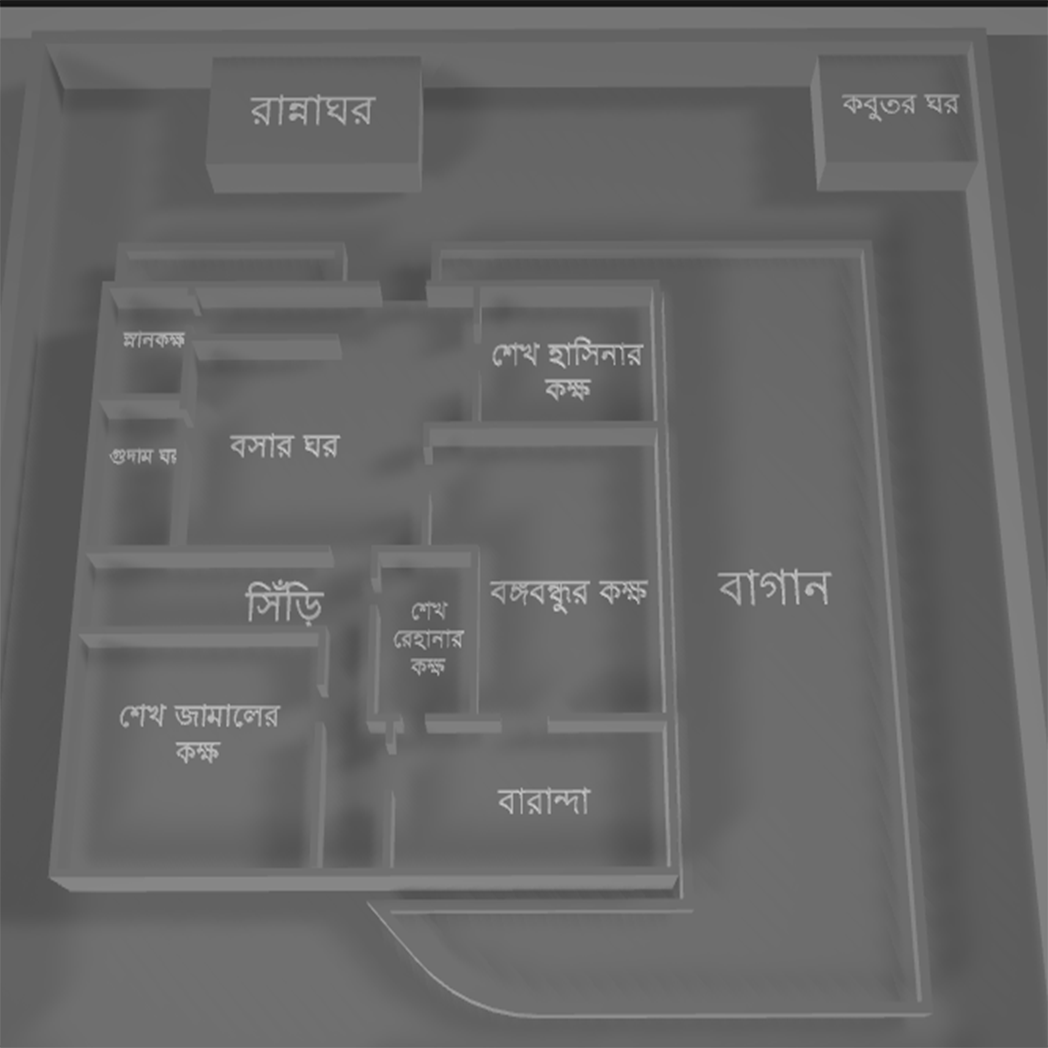 রান্নাঘর
কবুতর ঘর
স্নানকক্ষ
শেখ হাসিনার
কক্ষ
গুদাম ঘর
বসার ঘর
সিঁড়ি
শেখ
রেহানার
কক্ষ
বঙ্গবন্ধুর কক্ষ
বাগান
শেখ জামালের
কক্ষ
বারান্দা